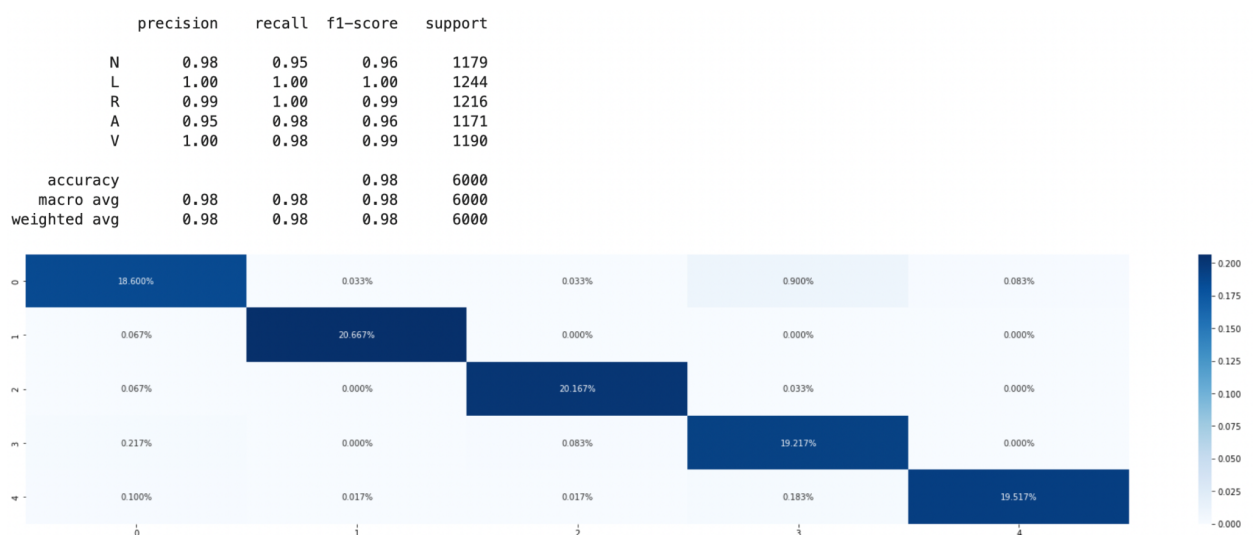 precision recall f1-score support
N 0.98 0.95 0.96 1179
L 1.00 1.00 1.00 1244
R 0.99 1.00 0.99 1216
A 0.95 0.98 0.96 1171
V 1.00 0.98 0.99 1190
accuracy 0.98 6000
macro avg 0.98 0.98 0.98 6000
weighted avg 0.98 0.98 0.98 6000
0 18.600% 0.033% 0.033% 0.900% 0.083%
1 0.067% 20.667% 0.000% 0.000% 0.000%
2 0.067% 0.000% 20.167% 0.033% 0.000%
3 0.217% 0.000% 0.083% 19.217% 0.000%
4 0.100% 0.017% 0.017% 0.183% 19.517%
0 1 2 3 4
0.200
0.175
0.150
0.125
0.100
0.075
0.050
0.025
0.000